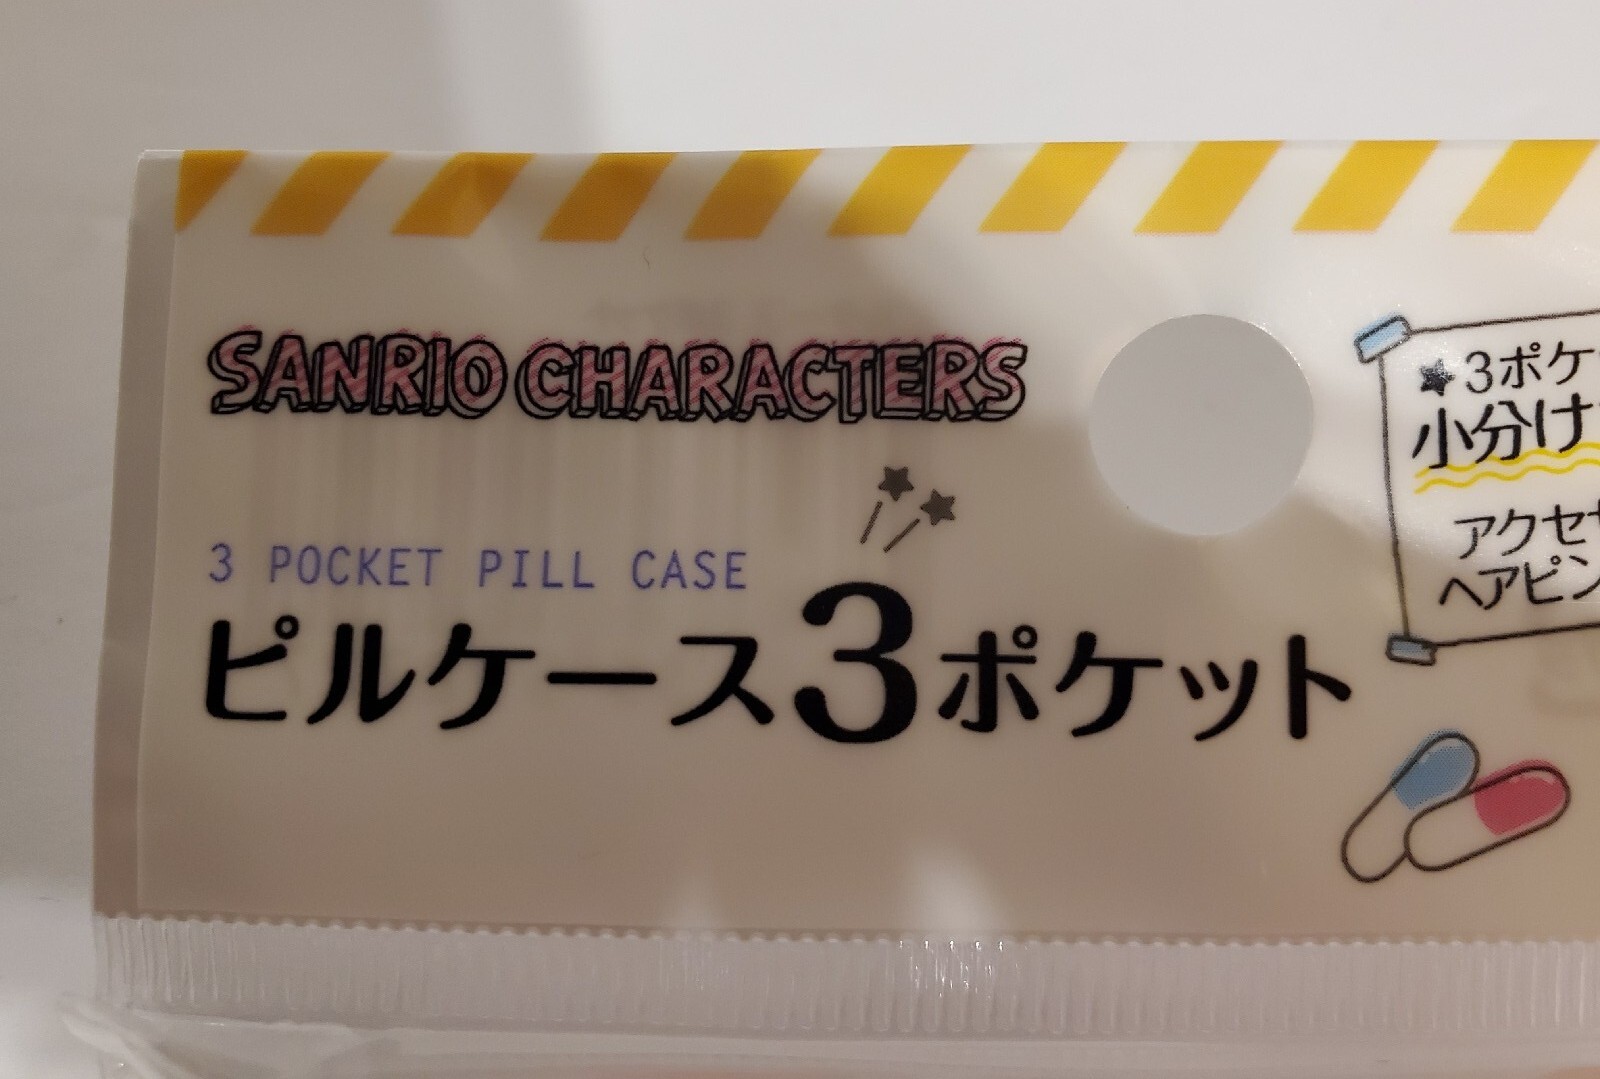 SANRIO CHARACTERS
3 POCKET PILL CASE
ピルケース3ポケット
★3ポケ
小分け
アクセ
ヘアピン